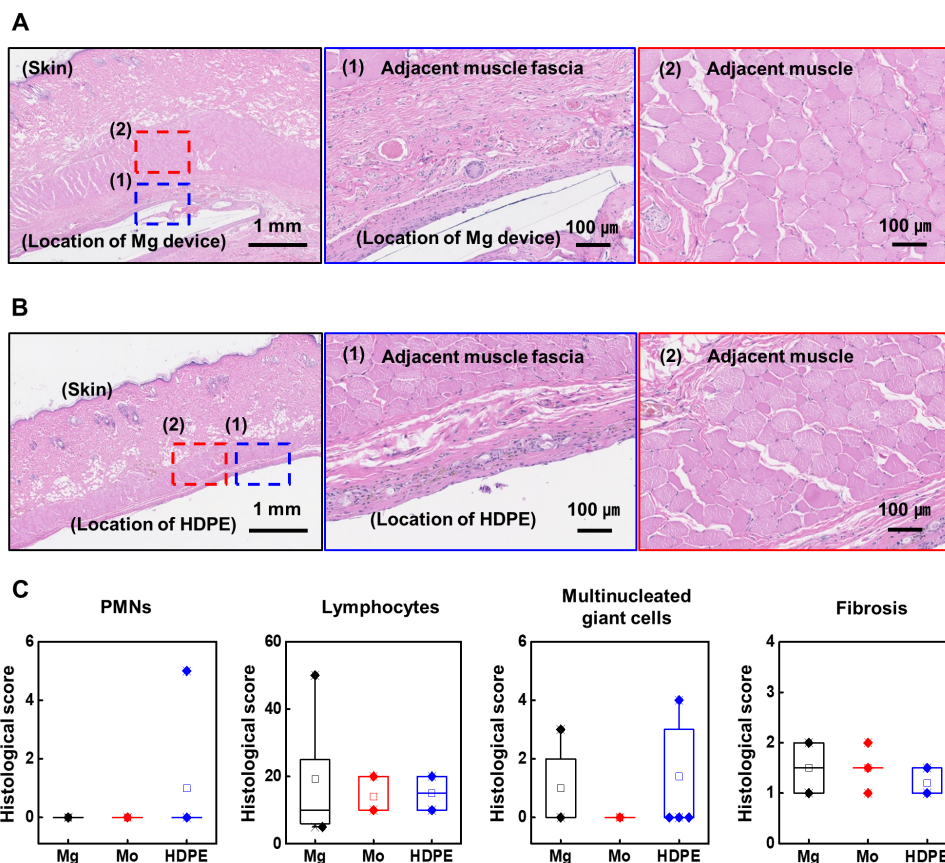 A
(Skin)
(2)
(1)
(Location of Mg device)
1 mm
(1) Adjacent muscle fascia
(Location of Mg device)
100 µm
(2) Adjacent muscle
100 µm
B
(Skin)
(2) (1)
(Location of HDPE)
1 mm
(1) Adjacent muscle fascia
(Location of HDPE)
100 µm
(2) Adjacent muscle
100 µm
C
PMNs
Histological score
6
4
2
0
Mg Mo HDPE
Lymphocytes
Histological score
60
40
20
0
Mg Mo HDPE
Multinucleated
giant cells
Histological score
6
4
2
0
Mg Mo HDPE
Fibrosis
Histological score
4
3
2
1
0
Mg Mo HDPE